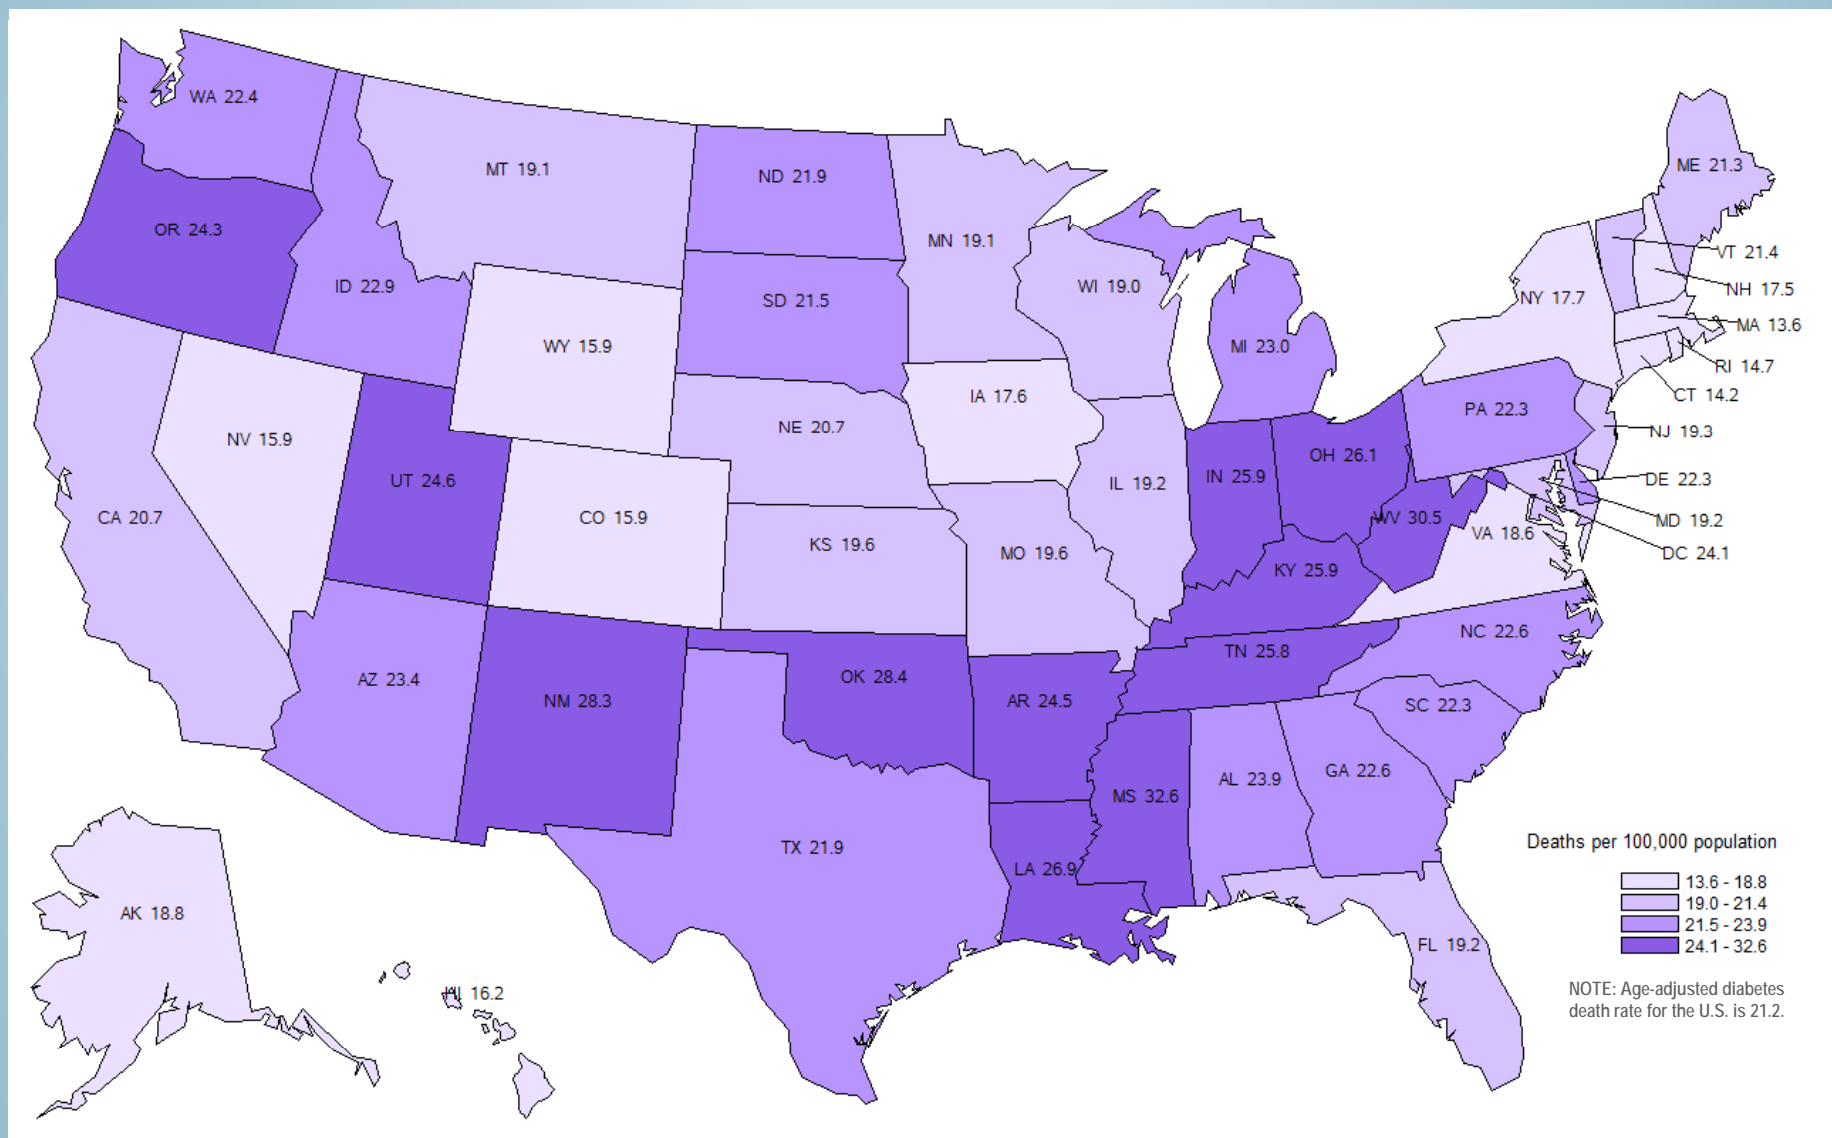 WA 22.4
MT 19.1
ND 21.9
ME 21.3
OR 24.3
MN 19.1
VT 21.4
ID 22.9
SD 21.5
WI 19.0
NH 17.5
NY 17.7
MA 13.6
WY 15.9
MI 23.0
RI 14.7
IA 17.6
CT 14.2
PA 22.3
NV 15.9
NE 20.7
NJ 19.3
OH 26.1
UT 24.6
IL 19.2
IN 25.9
DE 22.3
CA 20.7
CO 15.9
WV 30.5
MD 19.2
VA 18.6
KS 19.6
MO 19.6
DC 24.1
KY 25.9
NC 22.6
TN 25.8
AZ 23.4
OK 28.4
NM 28.3
AR 24.5
SC 22.3
GA 22.6
AL 23.9
MS 32.6
TX 21.9
LA 26.9
AK 18.8
FL 19.2
HI 16.2
Deaths per 100,000 population
13.6 - 18.8
19.0 - 21.4
21.5 - 23.9
24.1 - 32.6
NOTE: Age-adjusted diabetes
death rate for the U.S. is 21.2.